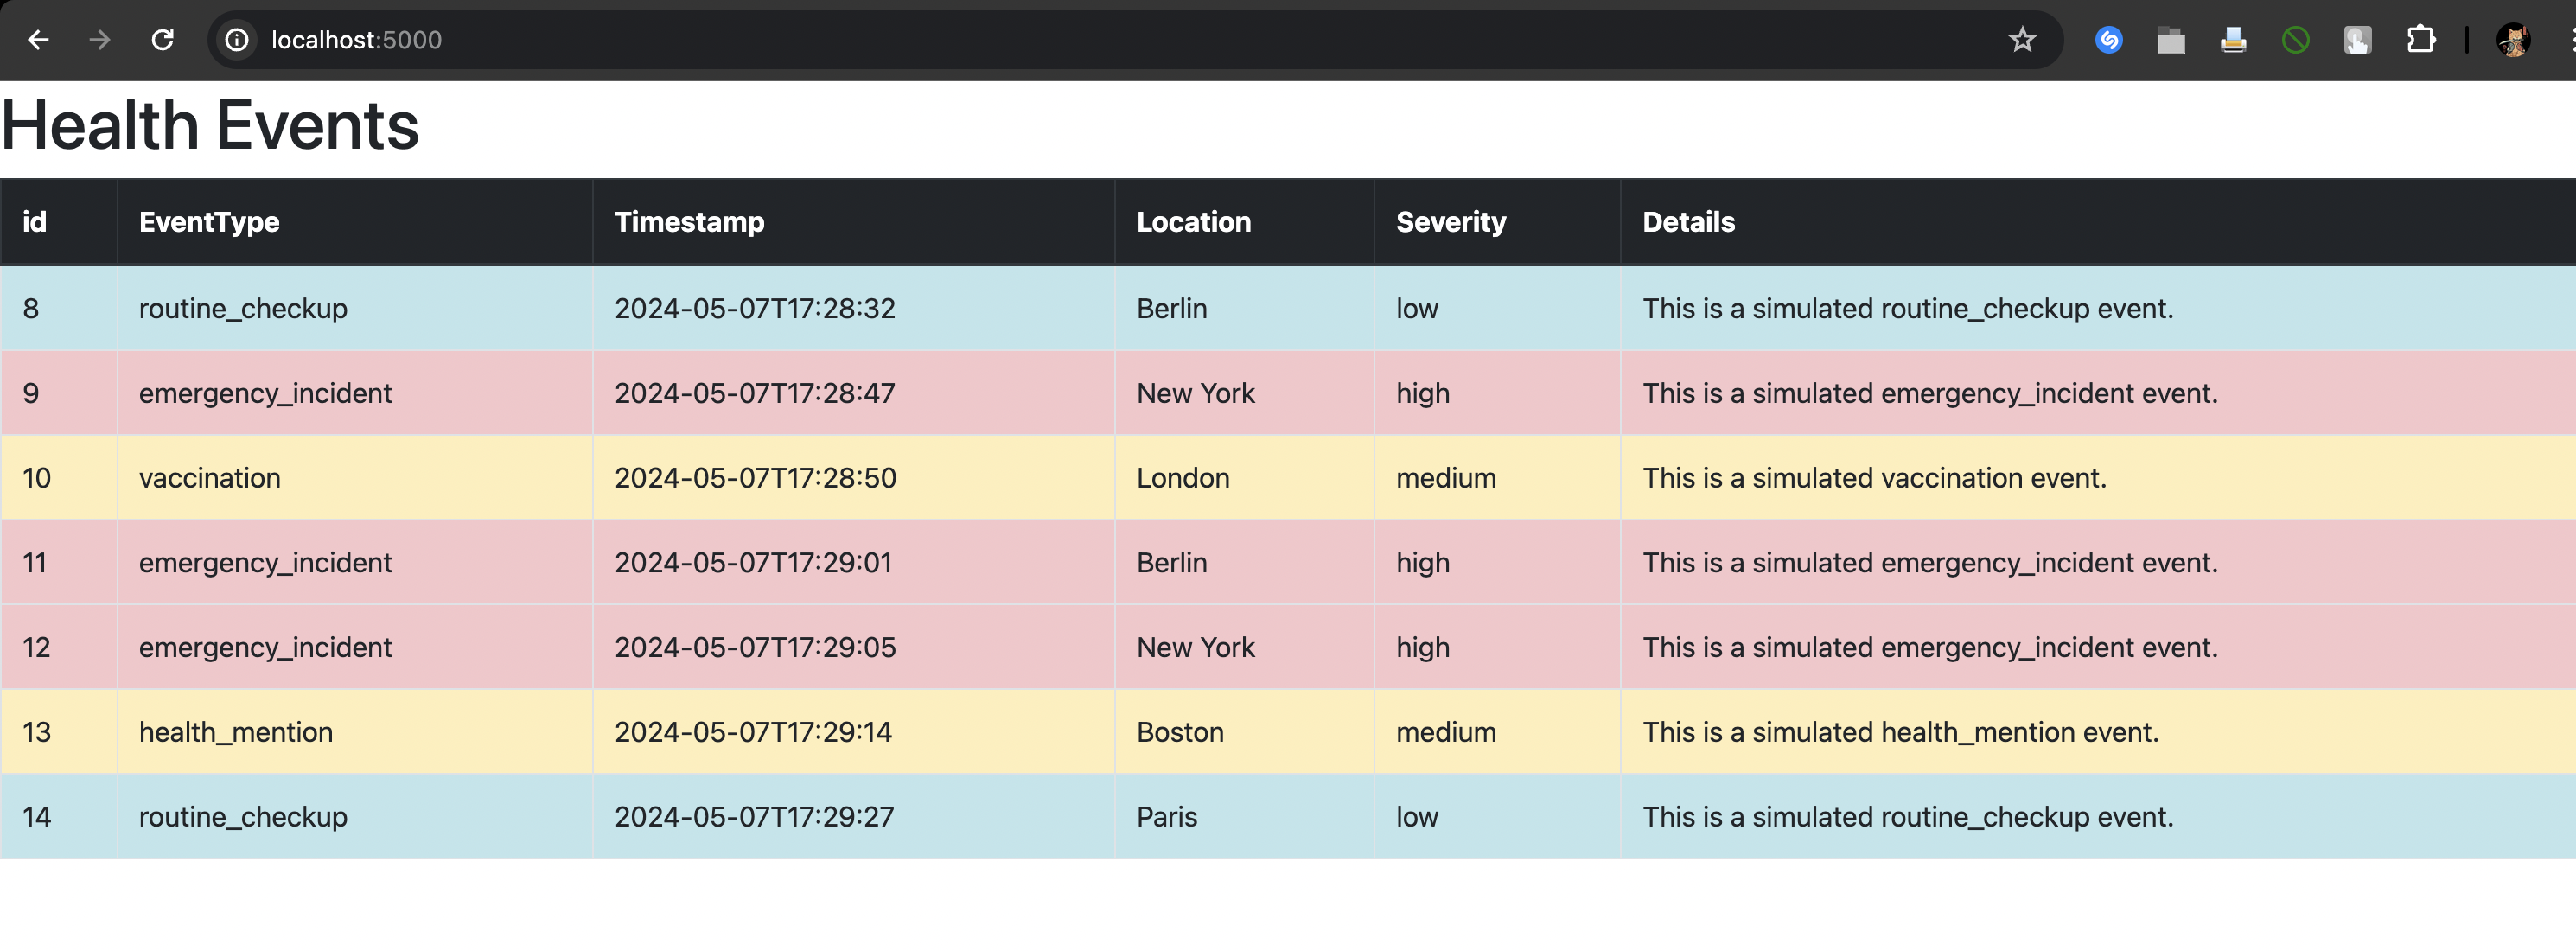 localhost:5000
Health Events
id EventType Timestamp Location Severity Details
8 routine_checkup 2024-05-07T17:28:32 Berlin low This is a simulated routine_checkup event.
9 emergency_incident 2024-05-07T17:28:47 New York high This is a simulated emergency_incident event.
10 vaccination 2024-05-07T17:28:50 London medium This is a simulated vaccination event.
11 emergency_incident 2024-05-07T17:29:01 Berlin high This is a simulated emergency_incident event.
12 emergency_incident 2024-05-07T17:29:05 New York high This is a simulated emergency_incident event.
13 health_mention 2024-05-07T17:29:14 Boston medium This is a simulated health_mention event.
14 routine_checkup 2024-05-07T17:29:27 Paris low This is a simulated routine_checkup event.